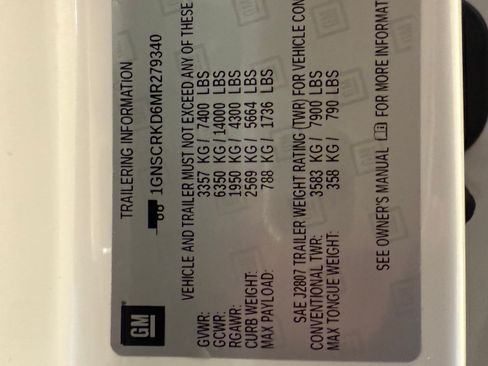 GM
TRAILERING INFORMATION
1GNSCRKD6MR279340
VEHICLE AND TRAILER MUST NOT EXCEED ANY OF THESE
GVWR: 3357 KG / 7400 LBS
GCWR: 6350 KG / 14000 LBS
RGAWR: 1950 KG / 4300 LBS
CURB WEIGHT: 2569 KG / 5664 LBS
MAX PAYLOAD: 788 KG / 1736 LBS
SAE J2807 TRAILER WEIGHT RATING (TWR) FOR VEHICLE CON
CONVENTIONAL TWR: 3583 KG / 7900 LBS
MAX TONGUE WEIGHT: 358 KG / 790 LBS
SEE OWNER'S MANUAL FOR MORE INFORMAT